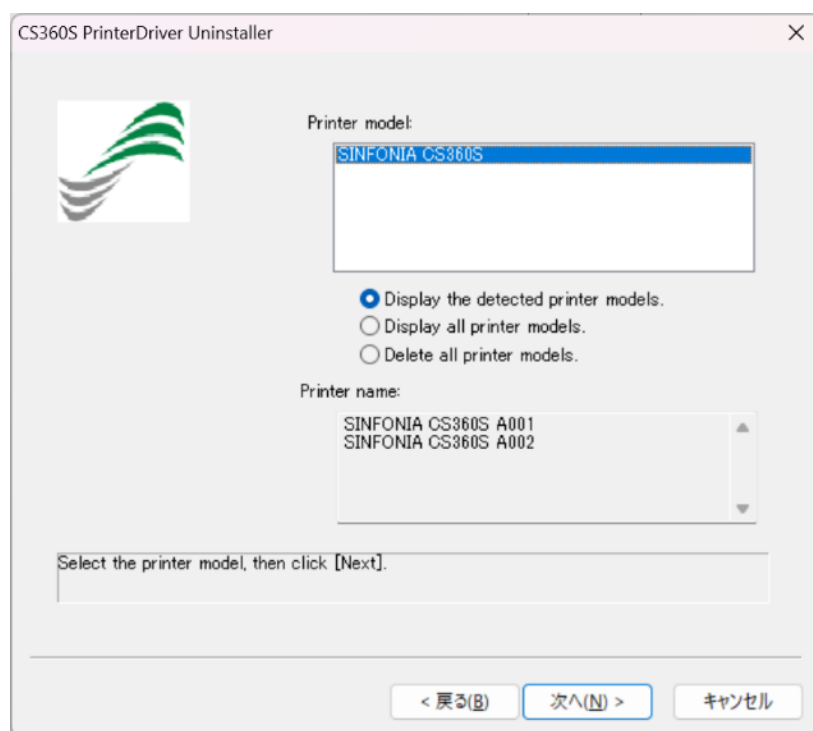 CS360S PrinterDriver Uninstaller
Printer model:
SINFONIA CS360S
Display the detected printer models.
Display all printer models.
Delete all printer models.
Printer name:
SINFONIA CS360S A001
SINFONIA CS360S A002
Select the printer model, then click [Next].
< 戻る(B)
次へ(N) >
キャンセル